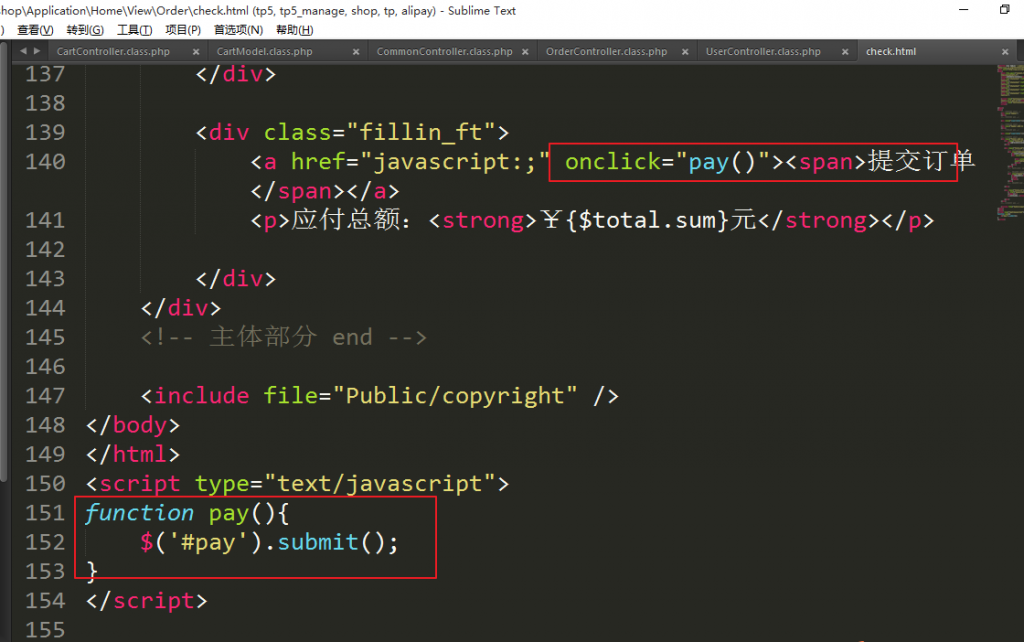 shop\Application\Home\View\Order\check.html (tp5, tp5_manage, shop, tp, alipay) - Sublime Text
) 查看(V) 转到(G) 工具(T) 项目(P) 首选项(N) 帮助(H)
CartController.class.php × CartModel.class.php × CommonController.class.php × OrderController.class.php × UserController.class.php × check.html ×
137 </div>
138
139 <div class="fillin_ft">
140 <a href="javascript:;" onclick="pay()"><span>提交订单
</span></a>
141 <p>应付总额：<strong>￥{$total.sum}元</strong></p>
142
143 </div>
144 </div>
145 <!-- 主体部分 end -->
146
147 <include file="Public/copyright" />
148 </body>
149 </html>
150 <script type="text/javascript">
151 function pay(){
152 $('#pay').submit();
153 }
154 </script>
155